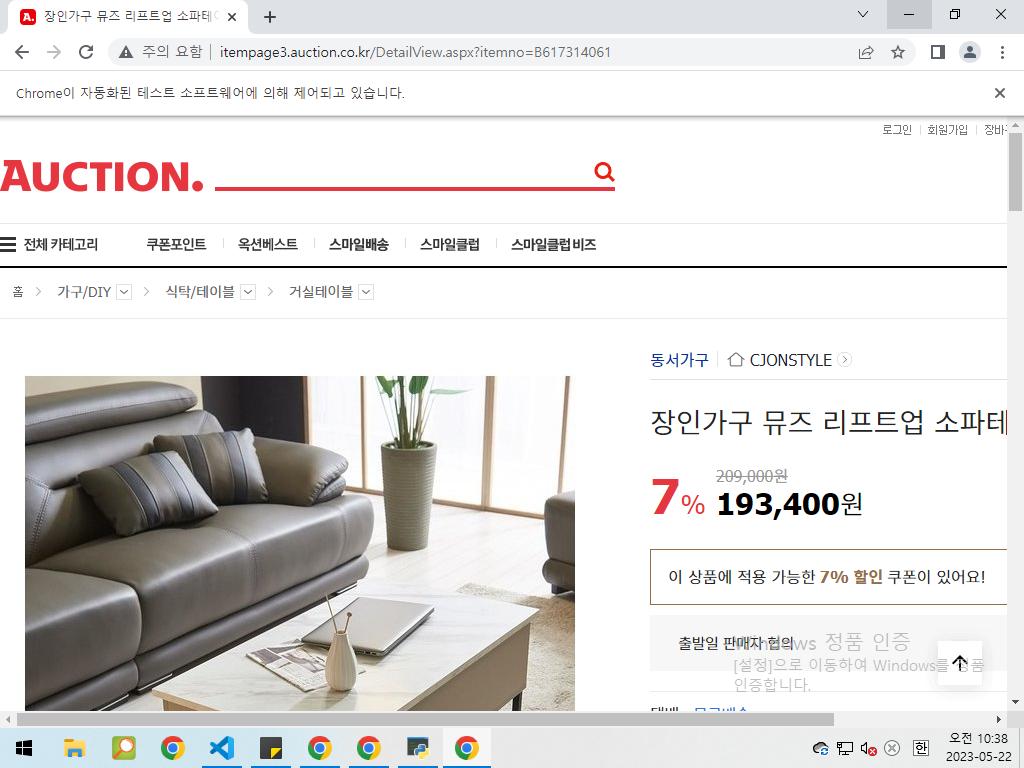 장인가구 뮤즈 리프트업 소파테이
주의 요함 itempage3.auction.co.kr/DetailView.aspx?itemno=B617314061
Chrome이 자동화된 테스트 소프트웨어에 의해 제어되고 있습니다.
로그인 회원가입 장바
AUCTION.
전체 카테고리 쿠폰포인트 옥션베스트 스마일배송 스마일클럽 스마일클럽 비즈
홈 가구/DIY 식탁/테이블 거실테이블
동서가구 CJONSTYLE
장인가구 뮤즈 리프트업 소파테
209,000원
7% 193,400원
이 상품에 적용 가능한 7% 할인 쿠폰이 있어요!
출발일 판매자 협의
Windows 정품 인증
[설정]으로 이동하여 Windows를 정품
인증합니다.
택배 무료배송
한
오전 10:38
2023-05-22